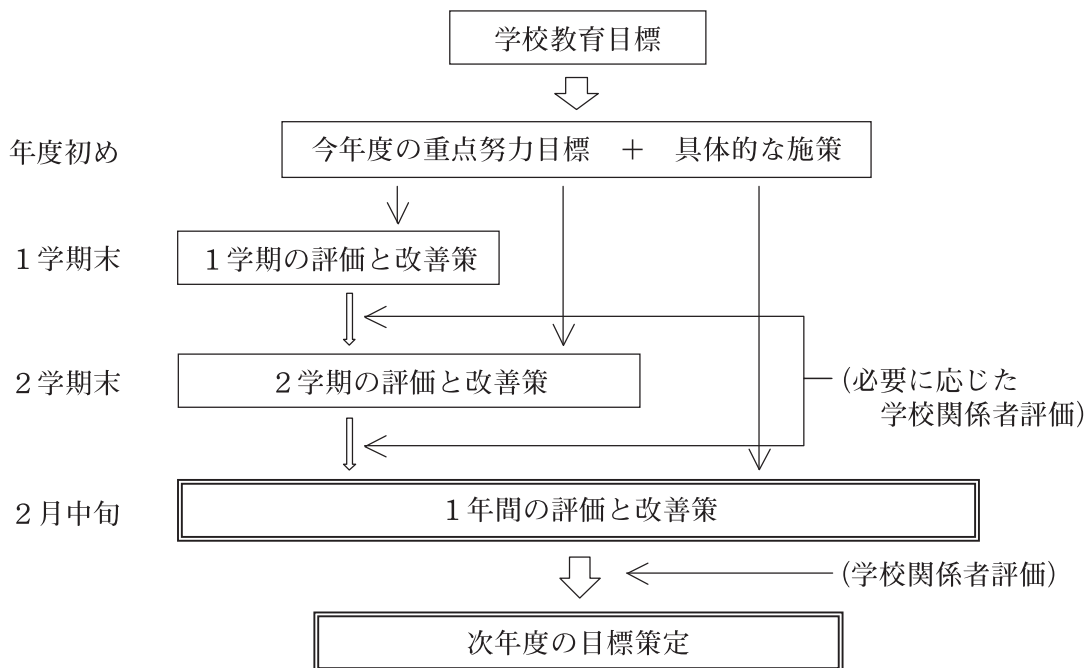 学校教育目標
年度初め
今年度の重点努力目標　＋　具体的な施策
1学期末
1学期の評価と改善策
2学期末
2学期の評価と改善策
(必要に応じた
学校関係者評価)
2月中旬
1年間の評価と改善策
(学校関係者評価)
次年度の目標策定